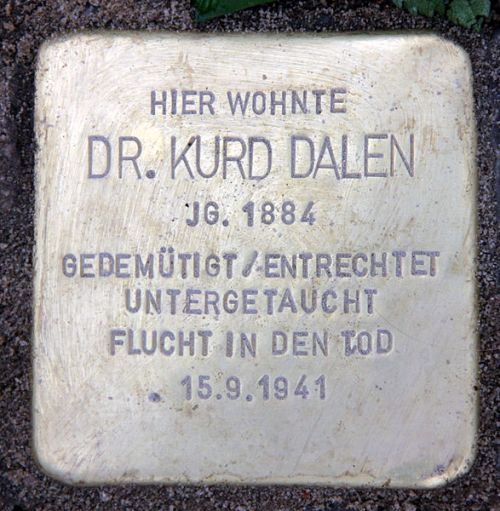 HIER WOHNTE
DR. KURD DALEN
JG. 1884
GEDEMÜTIGT/ENTRECHTET
UNTERGETAUCHT
FLUCHT IN DEN TOD
15.9.1941